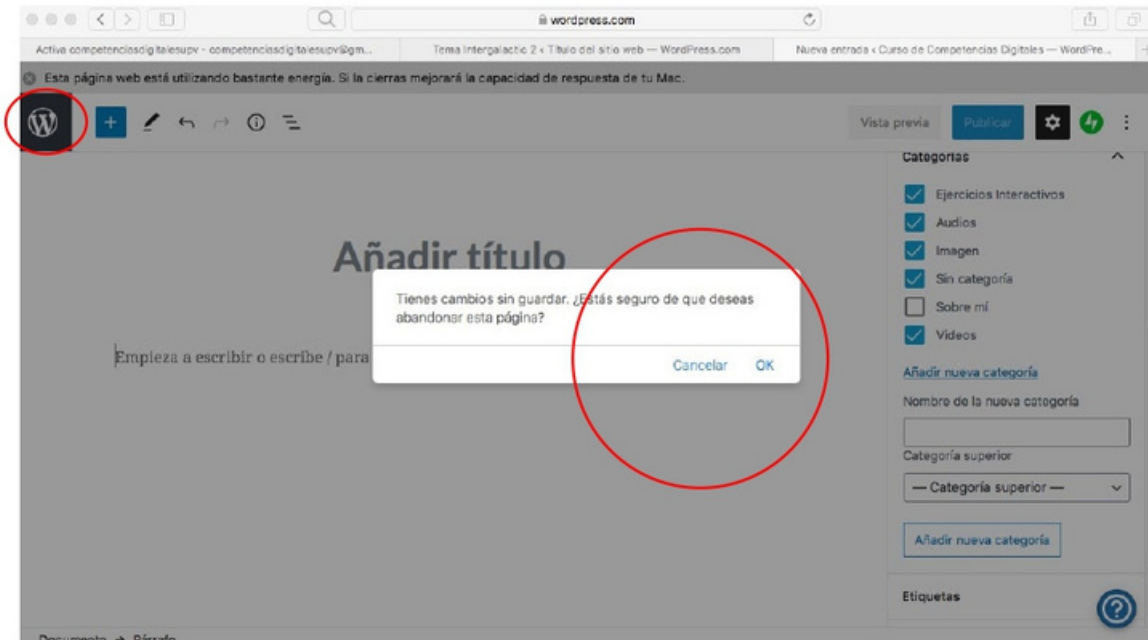 wordpress.com
Activa competenciasdigitalesupv - competenciasdigitalesupv@gm...
Tema Intergalactic 2 ‹ Título del sitio web — WordPress.com
Nueva entrada ‹ Curso de Competencias Digitales — WordPre...
Esta página web está utilizando bastante energía. Si la cierras mejorará la capacidad de respuesta de tu Mac.
Vista previa
Publicar
Categorías
Ejercicios Interactivos
Audios
Imagen
Sin categoría
Sobre mí
Videos
Añadir título
Tienes cambios sin guardar. ¿Estás seguro de que deseas
abandonar esta página?
Cancelar OK
Empieza a escribir o escribe / para
Añadir nueva categoría
Nombre de la nueva categoría
Categoría superior
— Categoría superior —
Añadir nueva categoría
Etiquetas
Documento → Párrafo